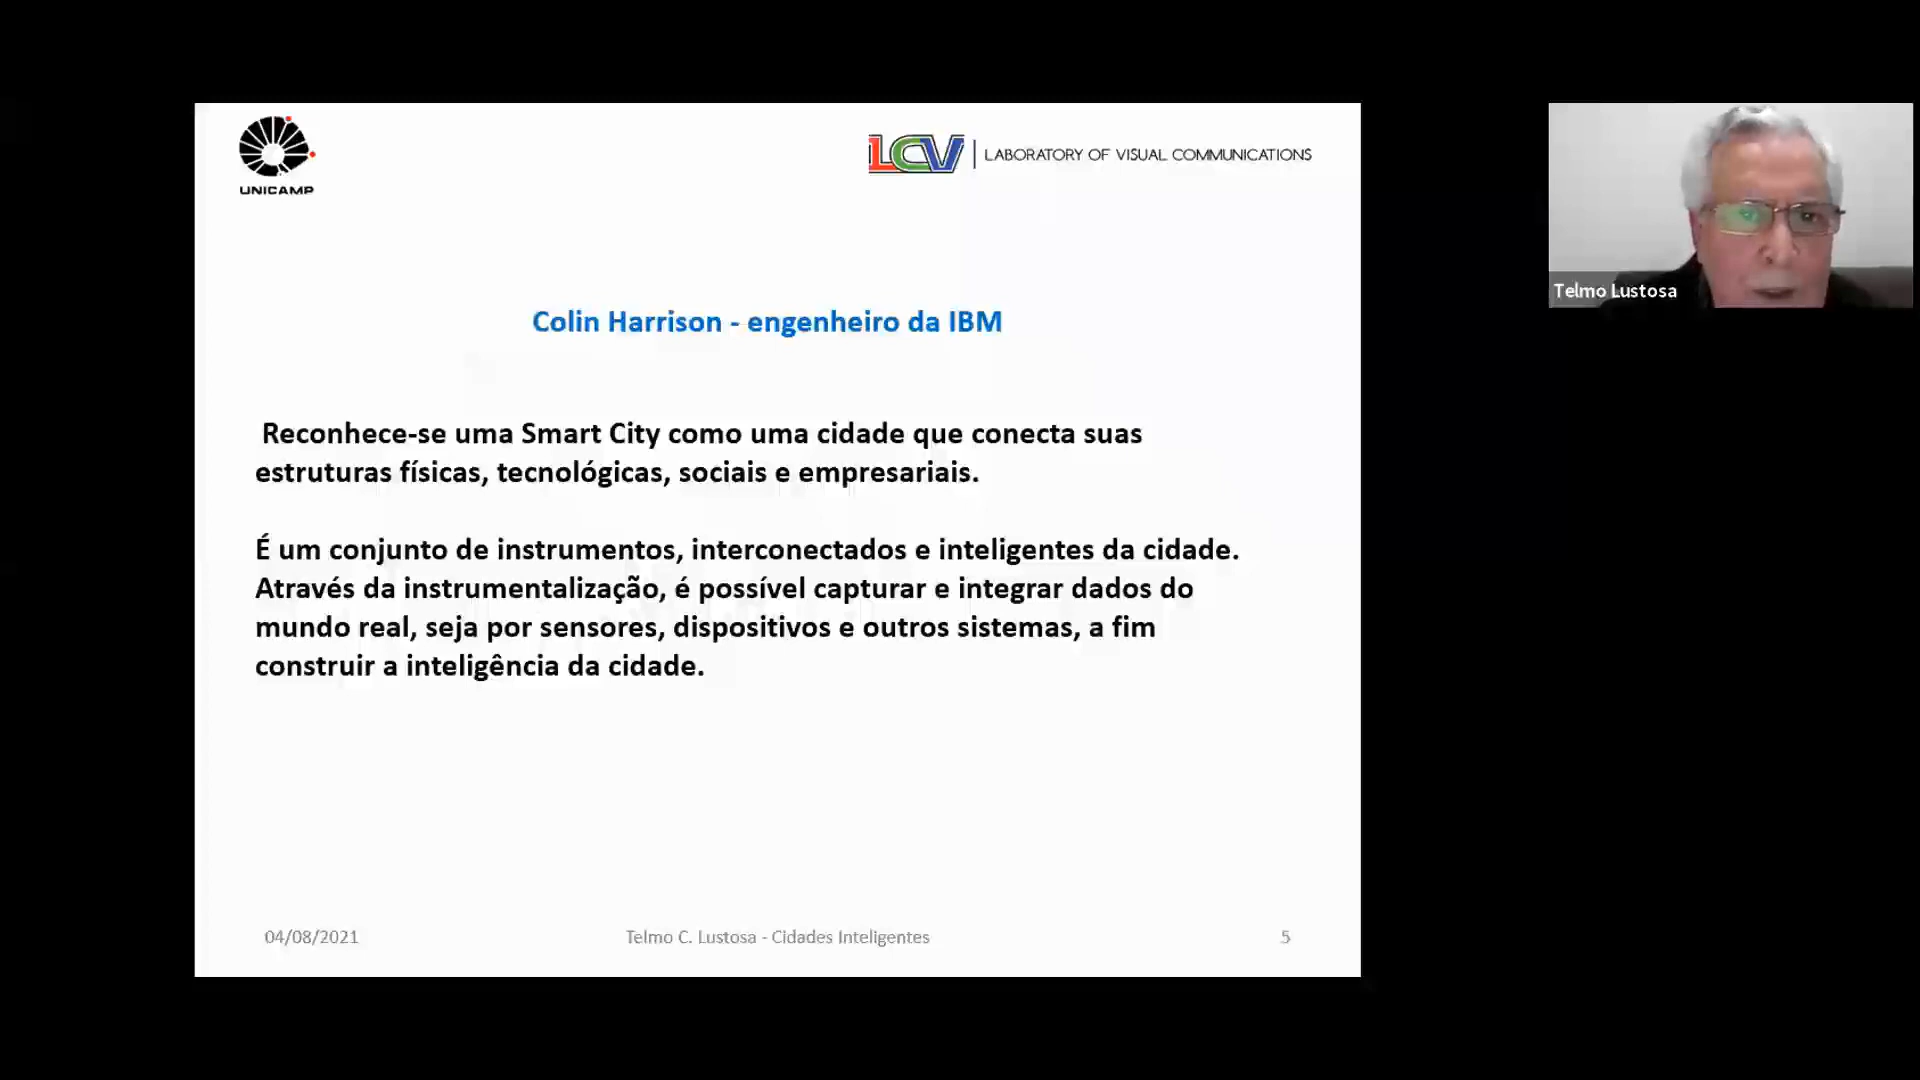 UNICAMP
LCV | LABORATORY OF VISUAL COMMUNICATIONS
Telmo Lustosa
Colin Harrison - engenheiro da IBM
Reconhece-se uma Smart City como uma cidade que conecta suas
estruturas físicas, tecnológicas, sociais e empresariais.
É um conjunto de instrumentos, interconectados e inteligentes da cidade.
Através da instrumentalização, é possível capturar e integrar dados do
mundo real, seja por sensores, dispositivos e outros sistemas, a fim
construir a inteligência da cidade.
04/08/2021
Telmo C. Lustosa - Cidades Inteligentes
5